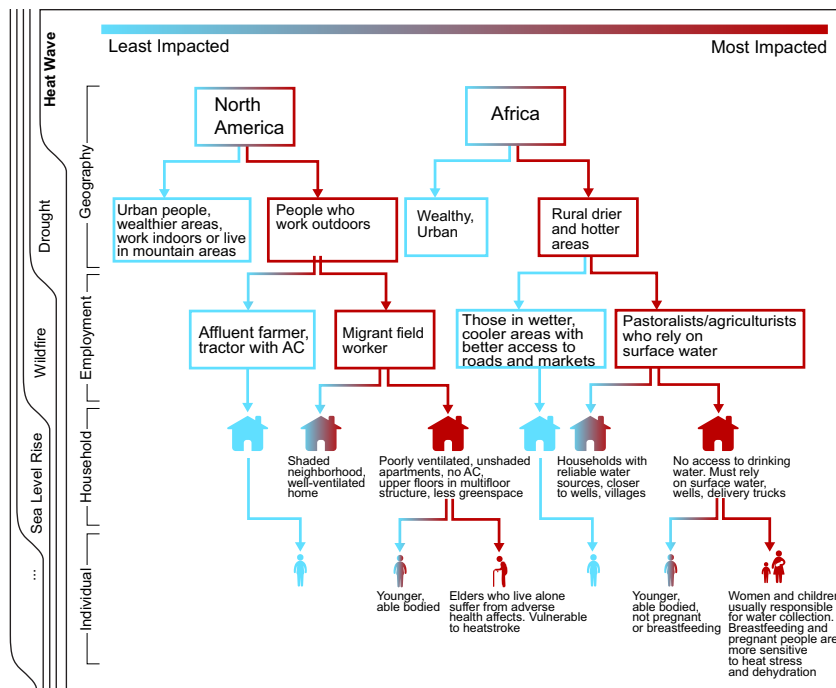 Heat Wave
Drought
Wildfire
Sea Level Rise
...
Least Impacted
Most Impacted
Geography
North
America
Africa
Urban people,
wealthier areas,
work indoors or live
in mountain areas
People who
work outdoors
Wealthy,
Urban
Rural drier
and hotter
areas
Employment
Affluent farmer,
tractor with AC
Migrant field
worker
Those in wetter,
cooler areas with
better access to
roads and markets
Pastoralists/agriculturists
who rely on
surface water
Household
Shaded
neighborhood,
well-ventilated
home
Poorly ventilated, unshaded
apartments, no AC,
upper floors in multifloor
structure, less greenspace
Households with
reliable water
sources, closer
to wells, villages
No access to drinking
water. Must rely
on surface water,
wells, delivery trucks
Individual
Younger,
able bodied
Elders who live alone
suffer from adverse
health affects. Vulnerable
to heatstroke
Younger,
able bodied,
not pregnant
or breastfeeding
Women and children
usually responsible
for water collection.
Breastfeeding and
pregnant people are
more sensitive
to heat stress
and dehydration